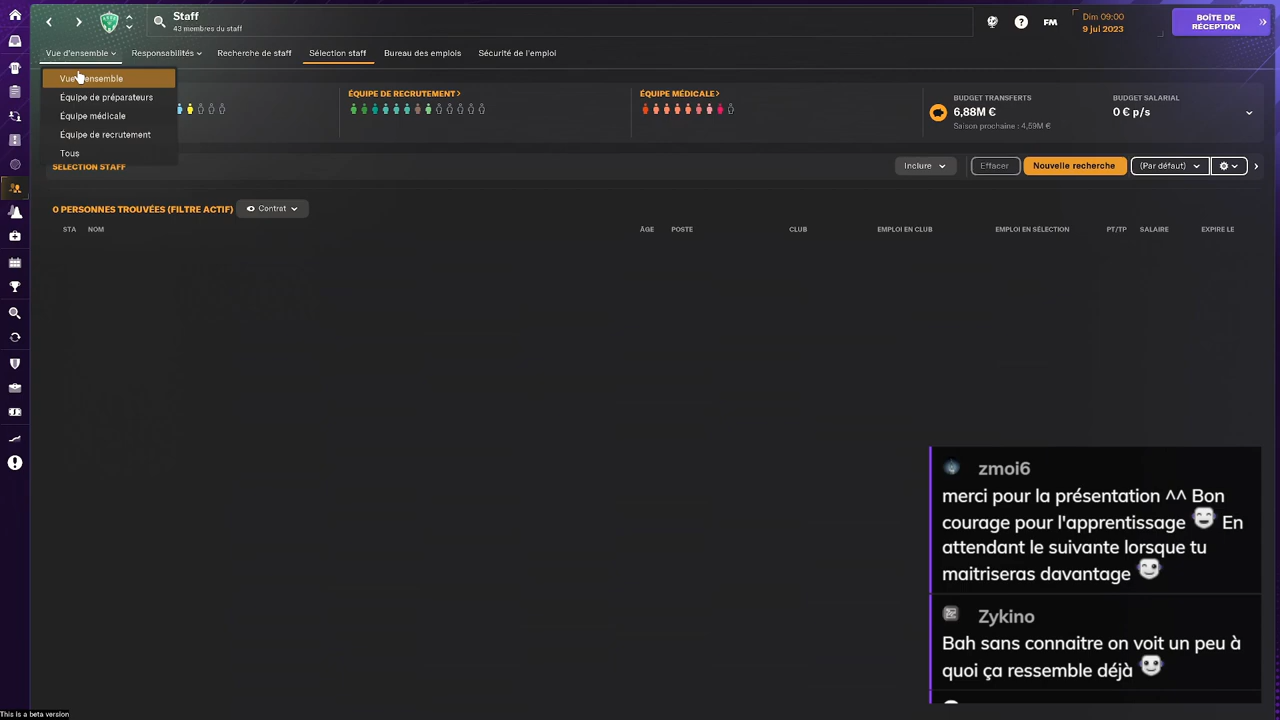 Staff
43 membres du staff
FM
Dim 09:00
9 jul 2023
BOÎTE DE
RÉCEPTION
Vue d'ensemble
Responsabilités
Recherche de staff
Sélection staff
Bureau des emplois
Sécurité de l'emploi
Équipe de préparateurs
Équipe médicale
Équipe de recrutement
Tous
ÉQUIPE DE RECRUTEMENT
ÉQUIPE MÉDICALE
BUDGET TRANSFERTS
6,88M €
Saison prochaine : 4,59M €
BUDGET SALARIAL
0 € p/s
SÉLECTION STAFF
Inclure
Effacer
Nouvelle recherche
(Par défaut)
0 PERSONNES TROUVÉES (FILTRE ACTIF)
Contrat
STA
NOM
ÂGE
POSTE
CLUB
EMPLOI EN CLUB
EMPLOI EN SÉLECTION
PT/TP
SALAIRE
EXPIRE LE
zmoi6
merci pour la présentation ^^ Bon
courage pour l'apprentissage En
attendant le suivante lorsque tu
maitriseras davantage
Zykino
Bah sans connaitre on voit un peu à
quoi ça ressemble déjà
This is a beta version